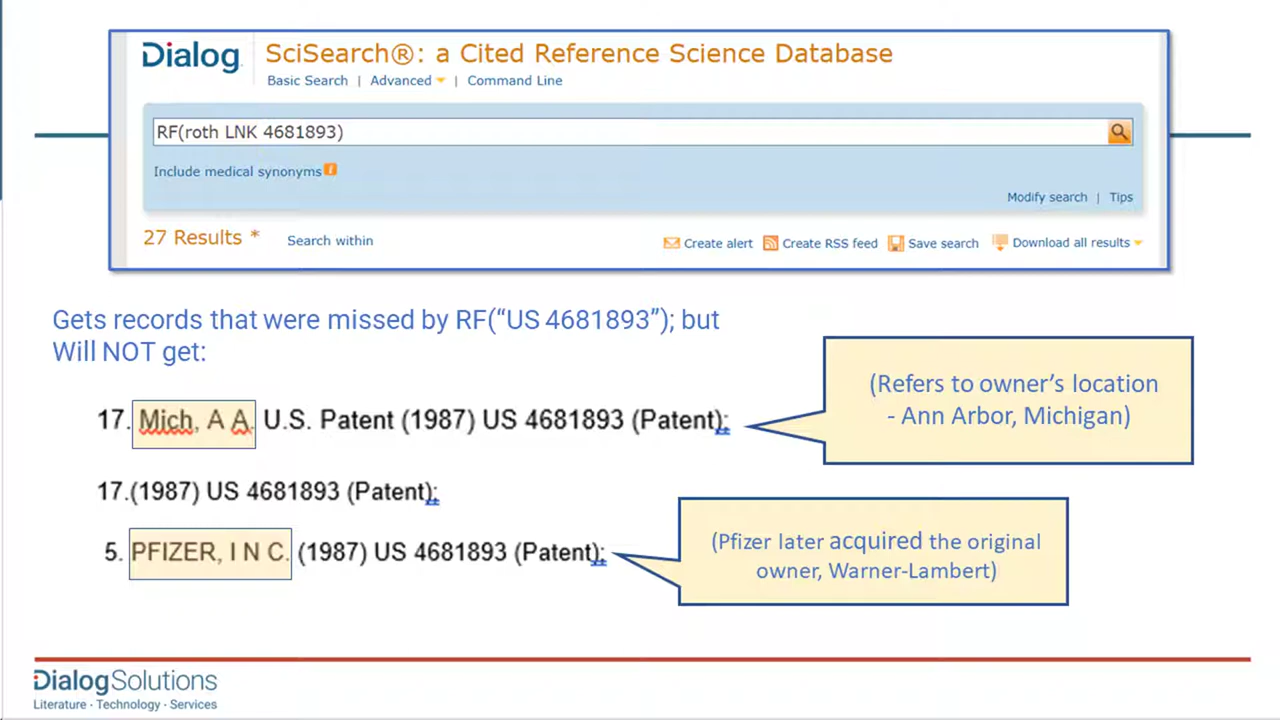 Dialog
SciSearch®: a Cited Reference Science Database
Basic Search | Advanced | Command Line
RF(roth LNK 4681893)
Include medical synonyms i
Modify search | Tips
27 Results * Search within
Create alert Create RSS feed Save search Download all results
Gets records that were missed by RF(“US 4681893”); but
Will NOT get:
(Refers to owner’s location
- Ann Arbor, Michigan)
17. Mich, A A. U.S. Patent (1987) US 4681893 (Patent);
17.(1987) US 4681893 (Patent);
5. PFIZER, I N C. (1987) US 4681893 (Patent);
(Pfizer later acquired the original
owner, Warner-Lambert)
DialogSolutions
Literature · Technology · Services